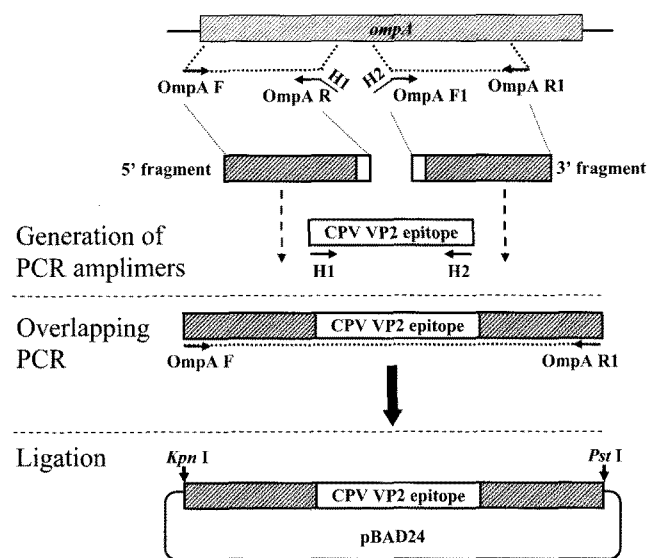 ompA
H1
H2
OmpA F
OmpA R
OmpA F1
OmpA R1
5' fragment
3' fragment
Generation of
PCR amplimers
CPV VP2 epitope
H1
H2
Overlapping
PCR
CPV VP2 epitope
OmpA F
OmpA R1
Ligation
Kpn I
Pst I
CPV VP2 epitope
pBAD24